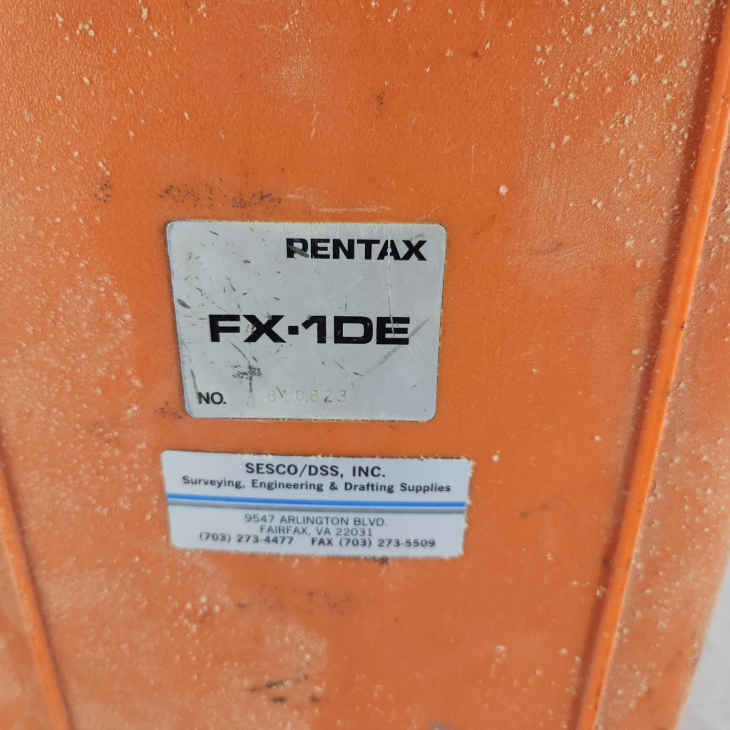 PENTAX
FX-1DE
NO.
SESCO/DSS, INC.
Surveying, Engineering & Drafting Supplies
9547 ARLINGTON BLVD.
FAIRFAX, VA 22031
(703) 273-4477 FAX (703) 273-5509